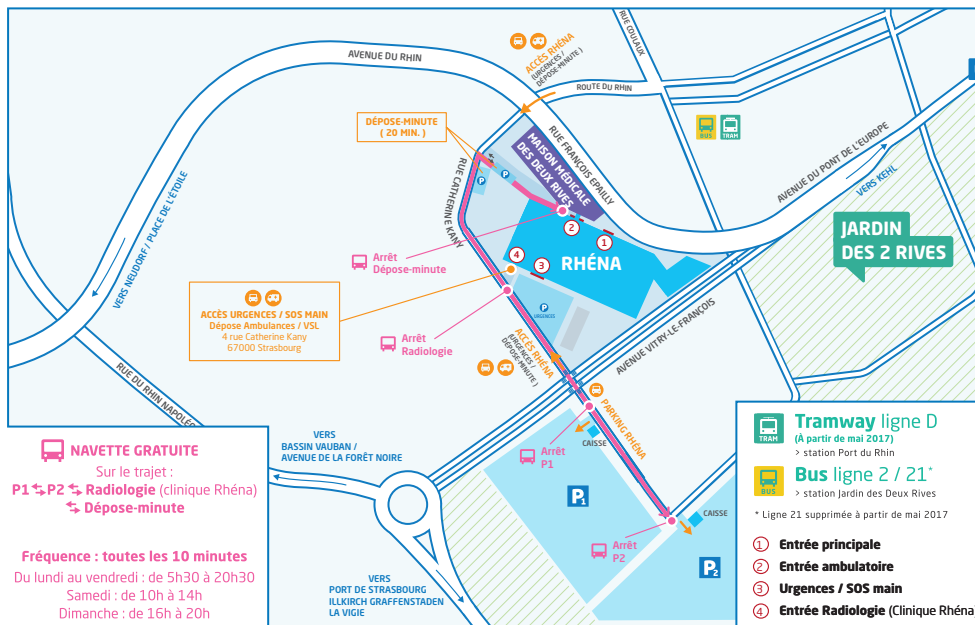 RUE COULAUX
AVENUE DU RHIN
ACCÈS RHÉNA
(URGENCES /
DÉPOSE-MINUTE )
ROUTE DU RHIN
DÉPOSE-MINUTE
( 20 MIN. )
BUS
TRAM
MAISON MÉDICALE
DES DEUX RIVES
RUE FRANÇOIS EPAILLY
AVENUE DU PONT DE L'EUROPE
VERS KEHL
RUE CATHERINE KANY
P
P
VERS NEUDORF / PLACE DE L'ÉTOILE
2
1
JARDIN
DES 2 RIVES
Arrêt
Dépose-minute
4
3
RHÉNA
ACCÈS URGENCES / SOS MAIN
Dépose Ambulances / VSL
4 rue Catherine Kany
67000 Strasbourg
P
URGENCES
Arrêt
Radiologie
ACCÈS RHÉNA
(URGENCES /
DÉPOSE-MINUTE )
AVENUE VITRY-LE-FRANÇOIS
RUE DU RHIN NAPOLÉO
PARKING RHÉNA
CAISSE
VERS
BASSIN VAUBAN /
AVENUE DE LA FORÊT NOIRE
Arrêt
P1
P1
CAISSE
Arrêt
P2
P2
VERS
PORT DE STRASBOURG
ILLKIRCH GRAFFENSTADEN
LA VIGIE
NAVETTE GRATUITE
Sur le trajet :
P1 ⇆ P2 ⇆ Radiologie (clinique Rhéna)
⇆ Dépose-minute
Fréquence : toutes les 10 minutes
Du lundi au vendredi : de 5h30 à 20h30
Samedi : de 10h à 14h
Dimanche : de 16h à 20h
TRAM
Tramway ligne D
(À partir de mai 2017)
> station Port du Rhin
BUS
Bus ligne 2 / 21*
> station Jardin des Deux Rives
* Ligne 21 supprimée à partir de mai 2017
1 Entrée principale
2 Entrée ambulatoire
3 Urgences / SOS main
4 Entrée Radiologie (Clinique Rhéna